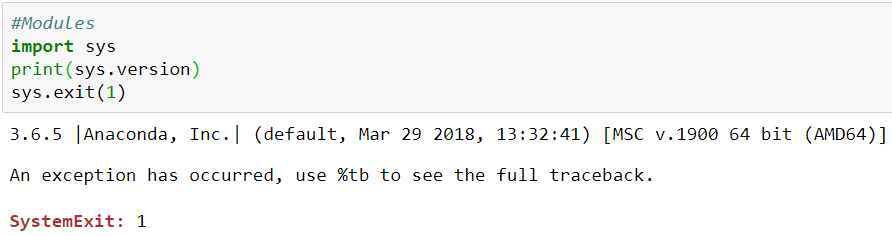 #Modules
import sys
print(sys.version)
sys.exit(1)
3.6.5 |Anaconda, Inc.| (default, Mar 29 2018, 13:32:41) [MSC v.1900 64 bit (AMD64)]
An exception has occurred, use %tb to see the full traceback.
SystemExit: 1